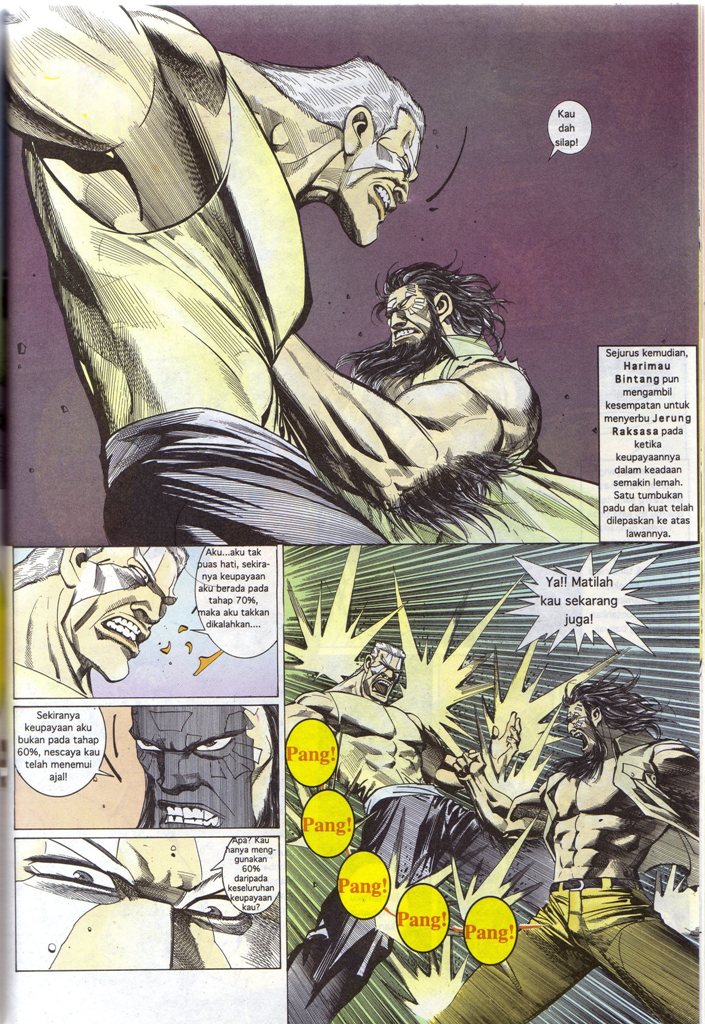 Kau
dah
silap!
Sejurus kemudian,
Harimau
Bintang pun
mengambil
kesempatan untuk
menyerbu Jerung
Raksasa pada
ketika
keupayaannya
dalam keadaan
semakin lemah.
Satu tumbukan
padu dan kuat telah
dilepaskan ke atas
lawannya.
Aku...aku tak
puas hati, sekira-
nya keupayaan
aku berada pada
tahap 70%,
maka aku takkan
dikalahkan....
Sekiranya
keupayaan aku
bukan pada tahap
60%, nescaya kau
telah menemui
ajal!
Apa? Kau
hanya meng-
gunakan
60%
daripada
keseluruhan
keupayaan
kau?
Ya!! Matilah
kau sekarang
juga!
Pang!
Pang!
Pang!
Pang!
Pang!